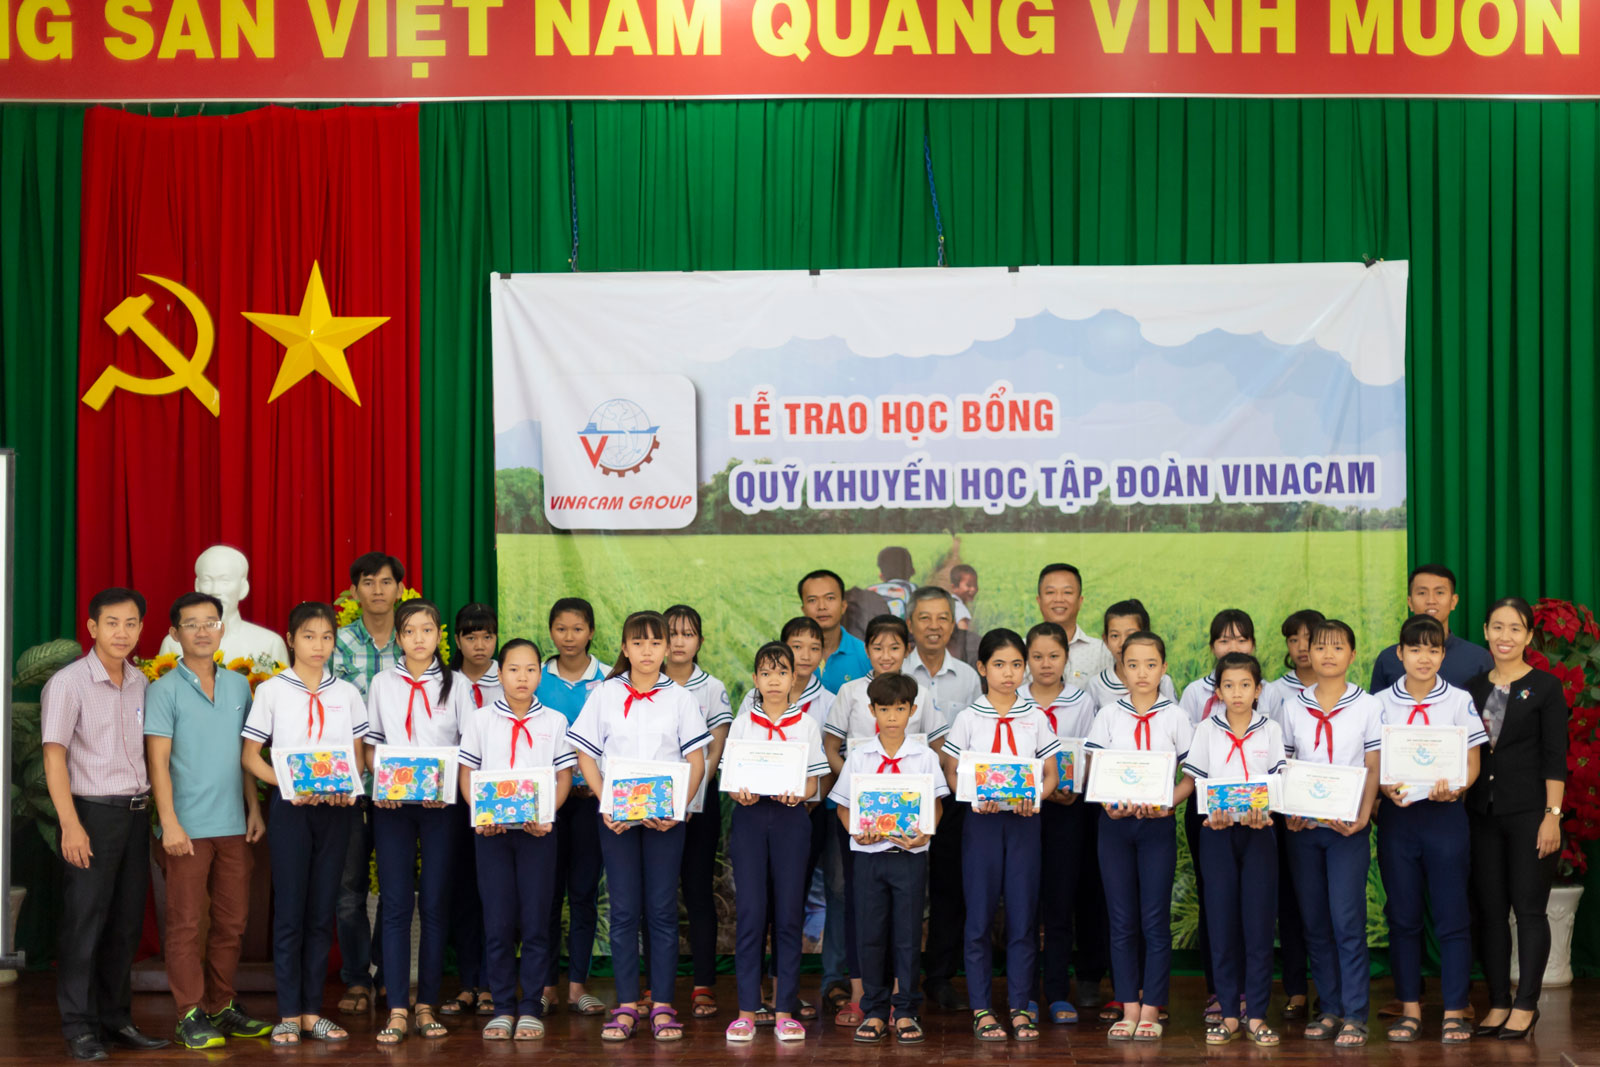 NG SẢN VIỆT NAM QUANG VINH MUÔN
LỄ TRAO HỌC BỔNG
QUỸ KHUYẾN HỌC TẬP ĐOÀN VINACAM
V
VINACAM GROUP